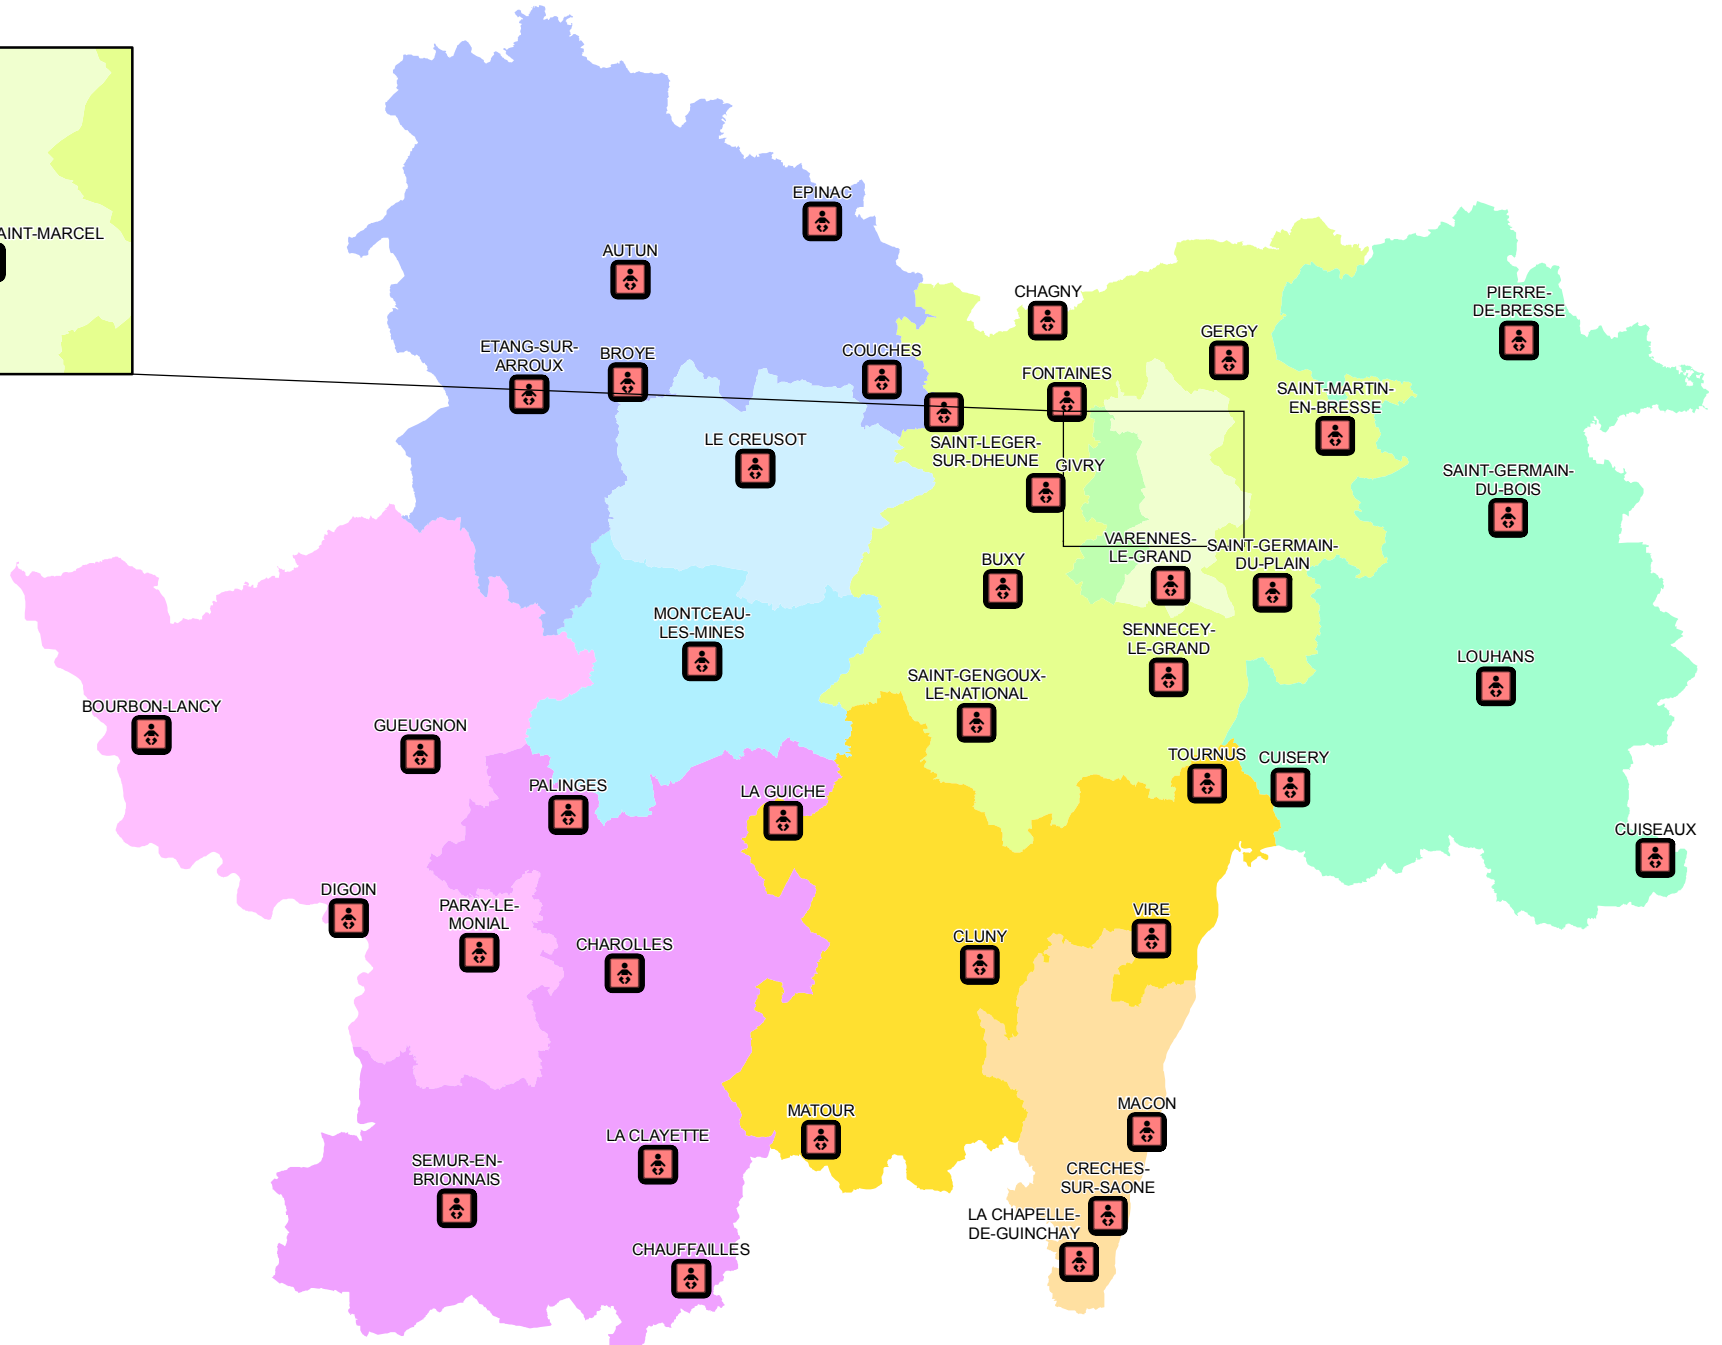 EPINAC
AINT-MARCEL
AUTUN
CHAGNY
PIERRE-
DE-BRESSE
GERGY
ETANG-SUR-
ARROUX
BROYE
COUCHES
FONTAINES
SAINT-MARTIN-
EN-BRESSE
LE CREUSOT
SAINT-LEGER-
SUR-DHEUNE
GIVRY
SAINT-GERMAIN-
DU-BOIS
VARENNES-
LE-GRAND
SAINT-GERMAIN-
DU-PLAIN
BUXY
MONTCEAU-
LES-MINES
SENNECEY-
LE-GRAND
LOUHANS
SAINT-GENGOUX-
LE-NATIONAL
BOURBON-LANCY
GUEUGNON
TOURNUS
CUISERY
PALINGES
LA GUICHE
CUISEAUX
DIGOIN
PARAY-LE-
MONIAL
VIRE
CLUNY
CHAROLLES
MACON
MATOUR
LA CLAYETTE
SEMUR-EN-
BRIONNAIS
CRECHES-
SUR-SAONE
LA CHAPELLE-
DE-GUINCHAY
CHAUFFAILLES